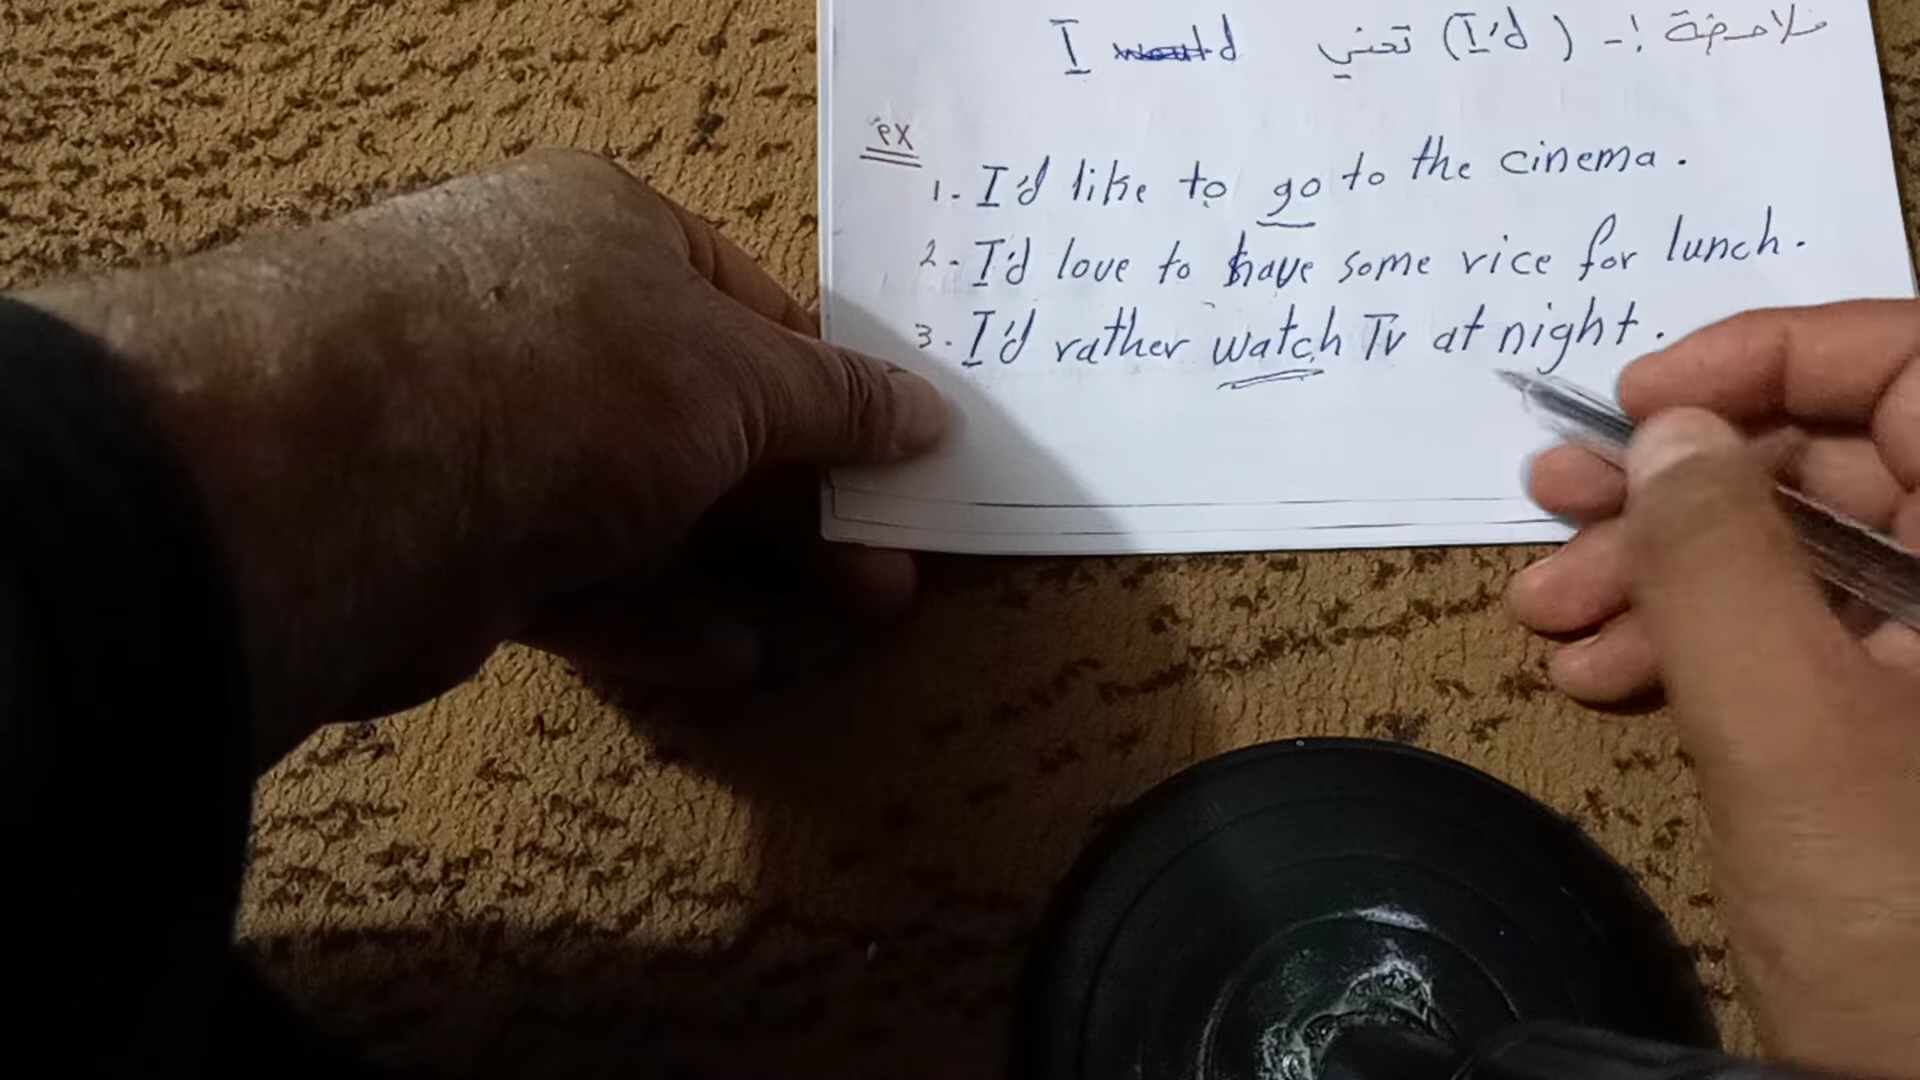 ملاحظة :- (I'd) تعني I would
ex
1- I'd like to go to the cinema.
2- I'd love to have some rice for lunch.
3- I'd rather watch Tv at night.